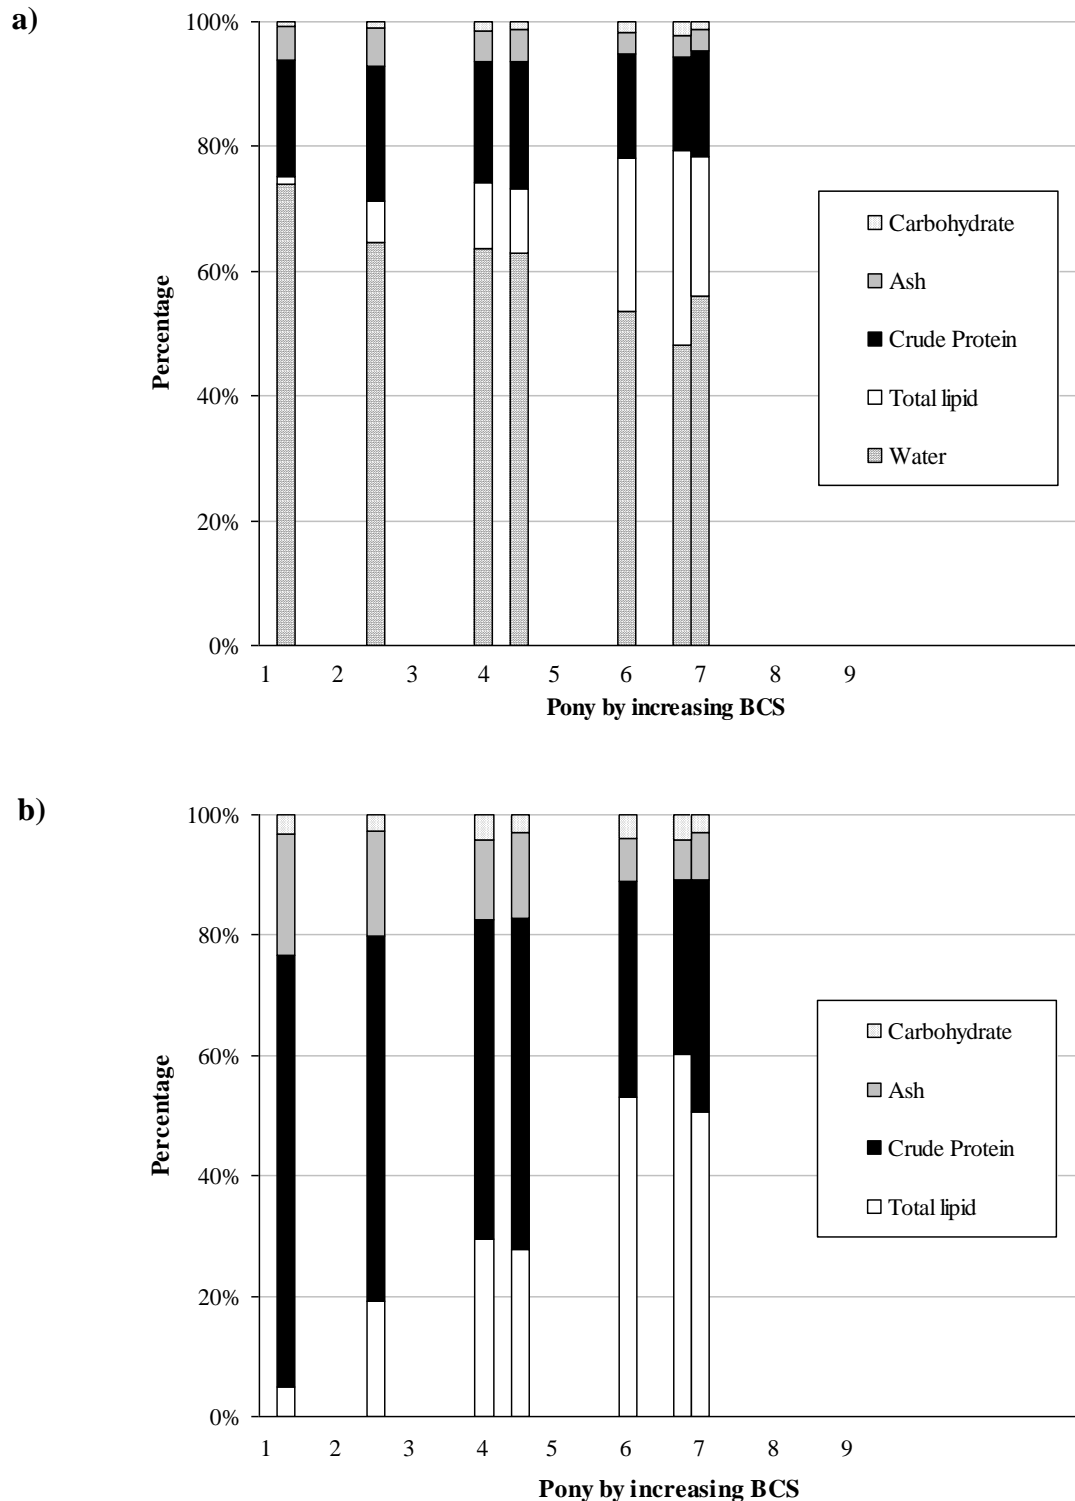 a)
100%
80%
60%
40%
20%
0%
Percentage
Carbohydrate
Ash
Crude Protein
Total lipid
Water
1 2 3 4 5 6 7 8 9
Pony by increasing BCS
b)
100%
80%
60%
40%
20%
0%
Percentage
Carbohydrate
Ash
Crude Protein
Total lipid
1 2 3 4 5 6 7 8 9
Pony by increasing BCS